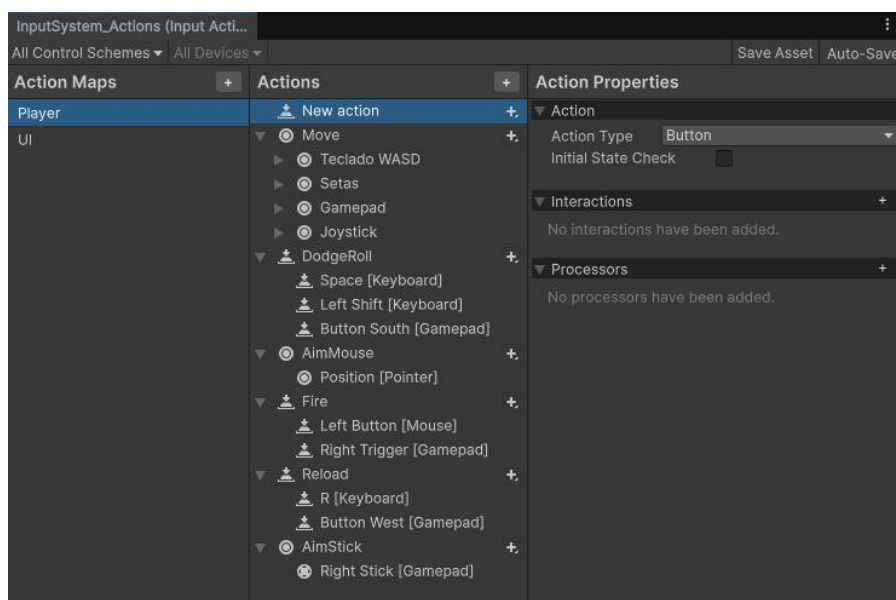 InputSystem_Actions (Input Acti...
All Control Schemes All Devices Save Asset Auto-Save
Action Maps + Actions + Action Properties
Player New action Action
UI Move Action Type Button
Teclado WASD Initial State Check
Setas
Gamepad Interactions +
Joystick No interactions have been added.
DodgeRoll Processors +
Space [Keyboard] No processors have been added.
Left Shift [Keyboard]
Button South [Gamepad]
AimMouse
Position [Pointer]
Fire
Left Button [Mouse]
Right Trigger [Gamepad]
Reload
R [Keyboard]
Button West [Gamepad]
AimStick
Right Stick [Gamepad]